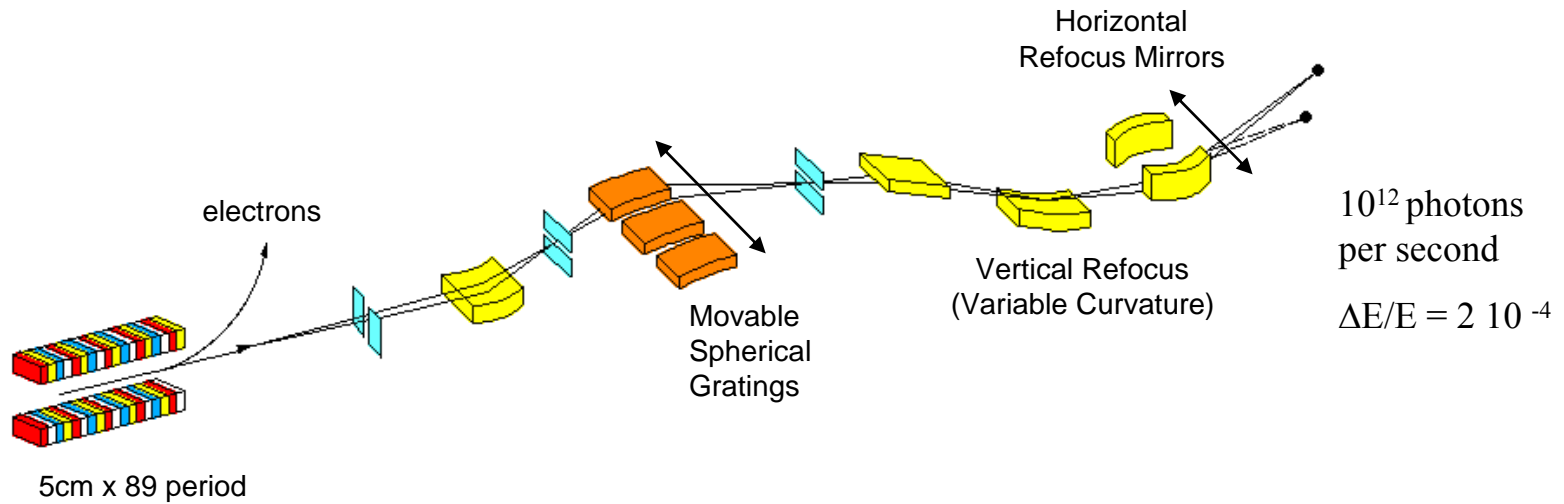 Horizontal
Refocus Mirrors
electrons
10¹² photons
per second
Vertical Refocus
(Variable Curvature)
ΔE/E = 2 10 ⁻⁴
Movable
Spherical
Gratings
5cm x 89 period